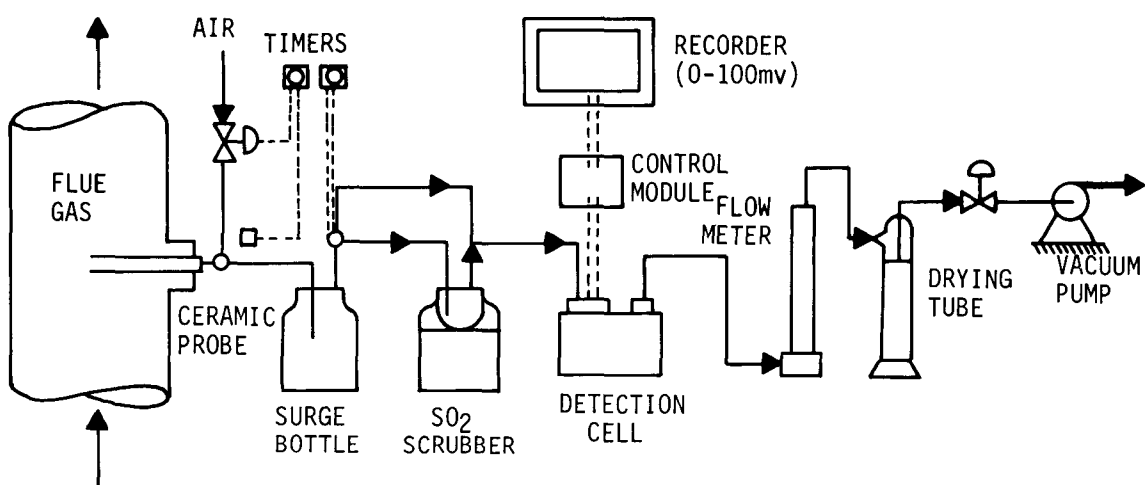 AIR
TIMERS
RECORDER
(0-100mv)
FLUE
GAS
CONTROL
MODULE
FLOW
METER
CERAMIC
PROBE
DRYING
TUBE
VACUUM
PUMP
SURGE
BOTTLE
SO2
SCRUBBER
DETECTION
CELL